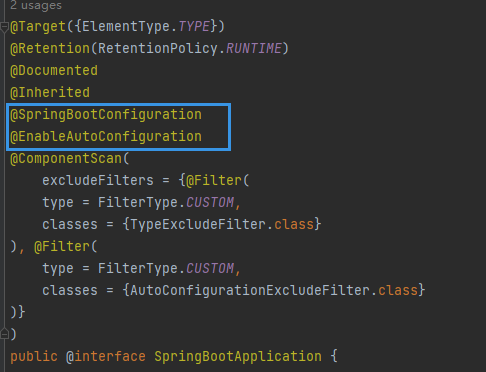 2 usages
@Target({ElementType.TYPE})
@Retention(RetentionPolicy.RUNTIME)
@Documented
@Inherited
@SpringBootConfiguration
@EnableAutoConfiguration
@ComponentScan(
    excludeFilters = {@Filter(
    type = FilterType.CUSTOM,
    classes = {TypeExcludeFilter.class}
), @Filter(
    type = FilterType.CUSTOM,
    classes = {AutoConfigurationExcludeFilter.class}
)}
)
public @interface SpringBootApplication {